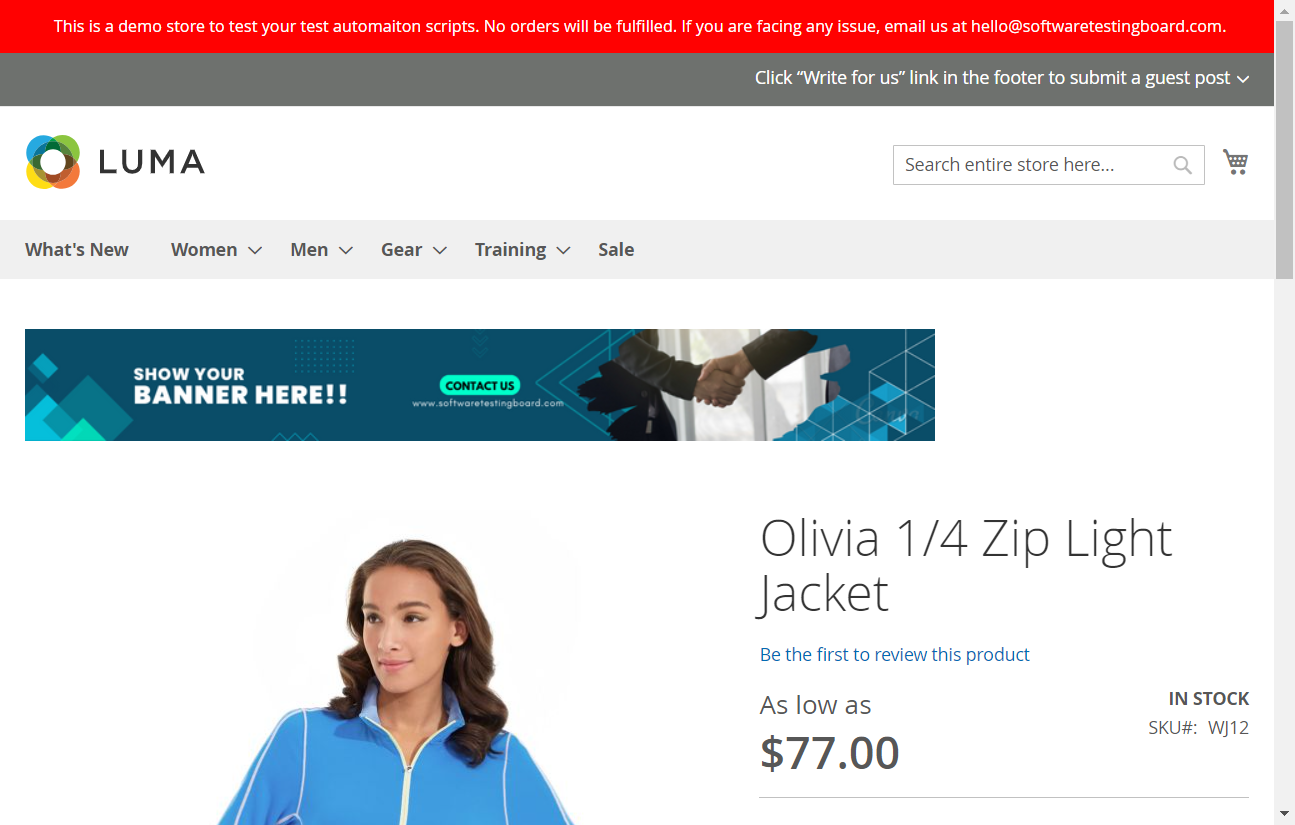 This is a demo store to test your test automaiton scripts. No orders will be fulfilled. If you are facing any issue, email us at hello@softwaretestingboard.com.
Click “Write for us” link in the footer to submit a guest post
LUMA
Search entire store here...
What's New Women Men Gear Training Sale
SHOW YOUR
BANNER HERE!!
CONTACT US
www.softwaretestingboard.com
Olivia 1/4 Zip Light
Jacket
Be the first to review this product
As low as
$77.00
IN STOCK
SKU#: WJ12